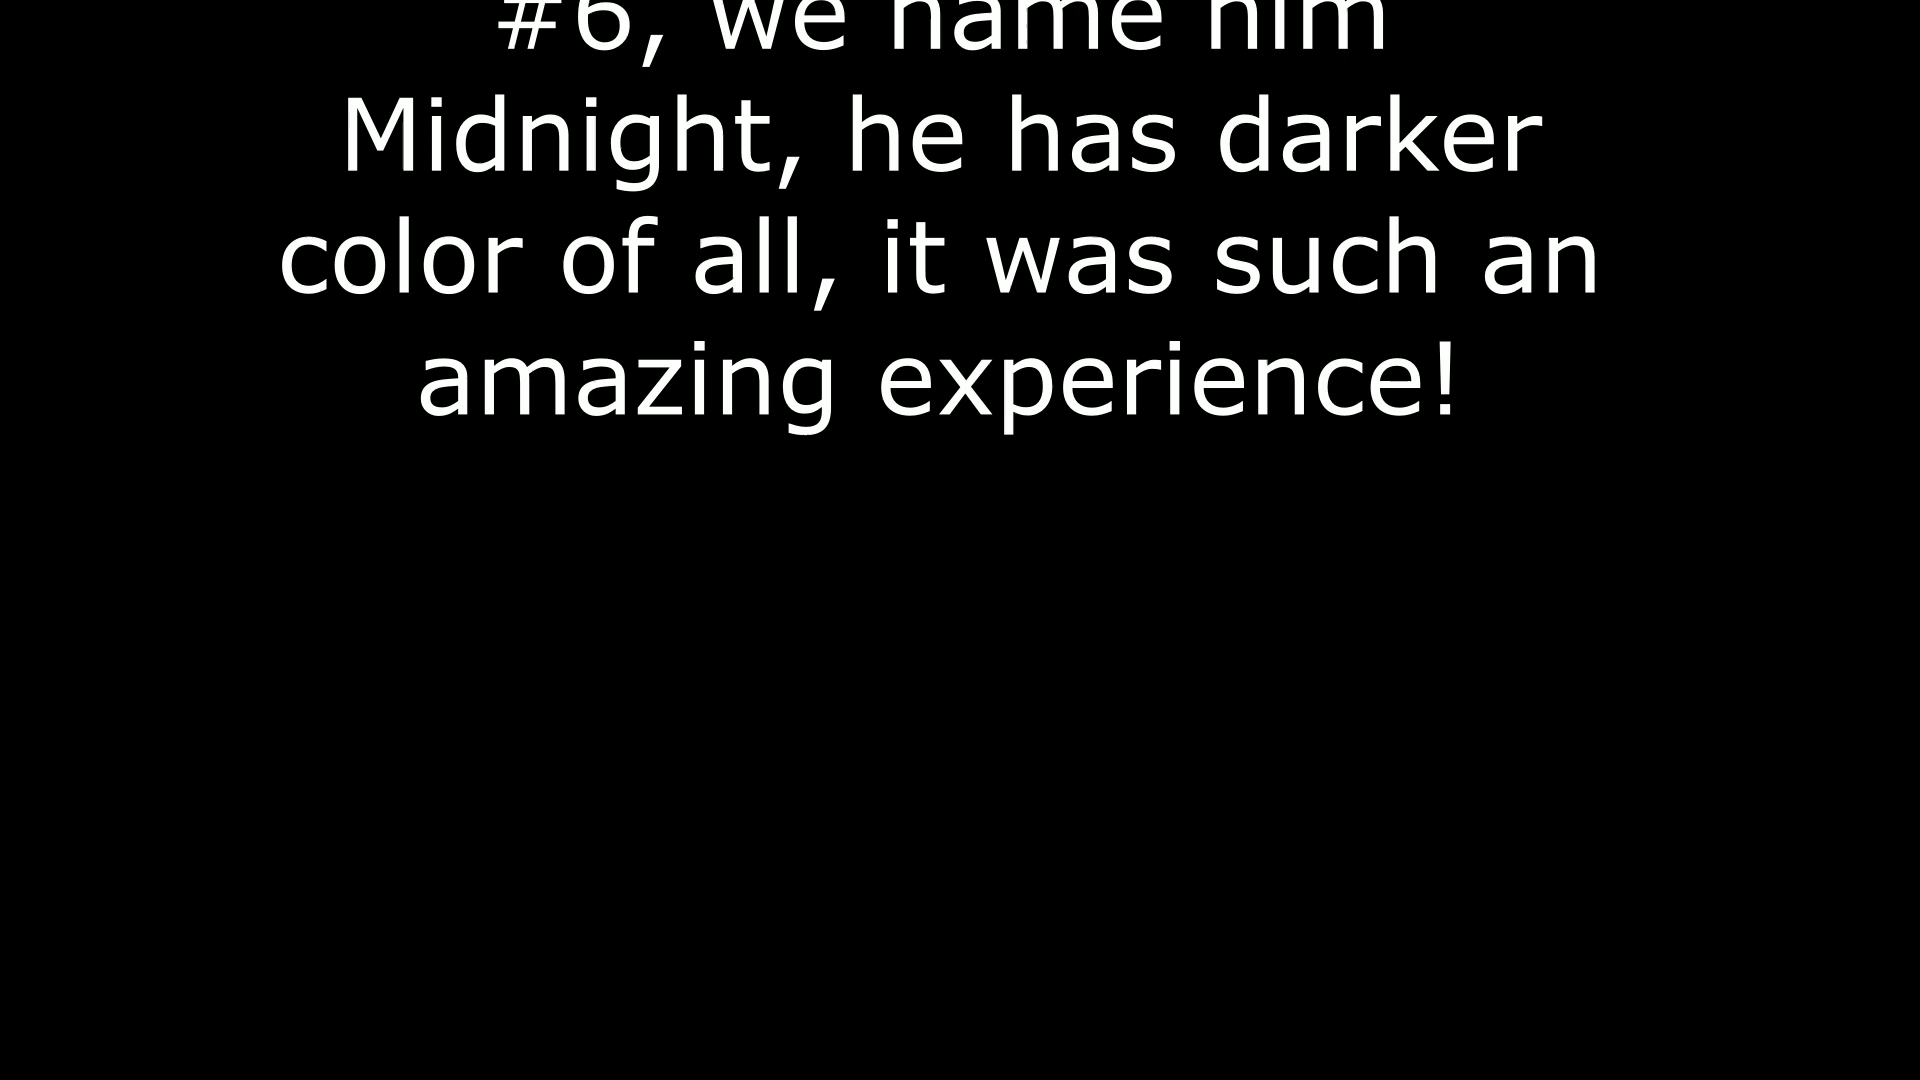 #6, we name him
Midnight, he has darker
color of all, it was such an
amazing experience!